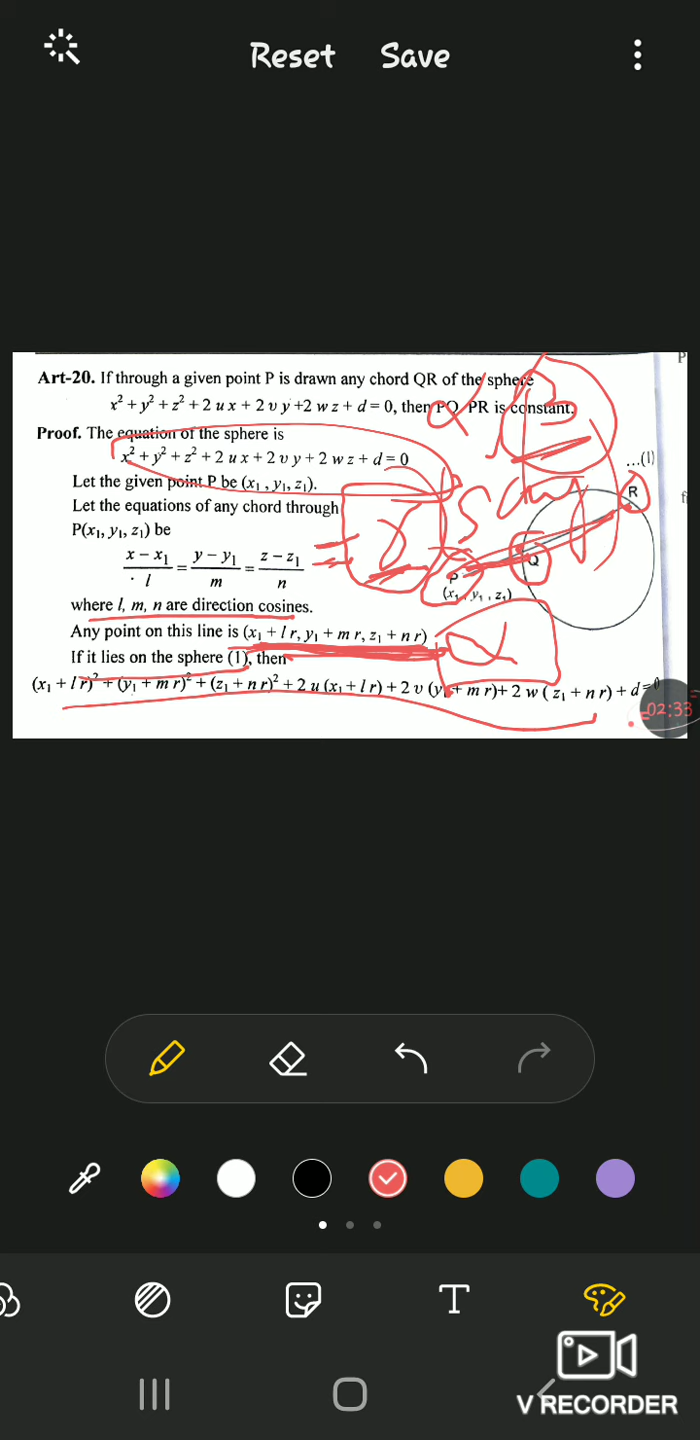 Reset Save
Art-20. If through a given point P is drawn any chord QR of the sphere
x² + y² + z² + 2 u x + 2 v y +2 w z + d = 0, then PQ . PR is constant.
Proof. The equation of the sphere is
x² + y² + z² + 2 u x + 2 v y + 2 w z + d = 0 ...(1)
Let the given point P be (x₁ , y₁, z₁).
Let the equations of any chord through
P(x₁, y₁, z₁) be
x − x₁ / l = y − y₁ / m = z − z₁ / n
where l, m, n are direction cosines.
Any point on this line is (x₁ + l r, y₁ + m r, z₁ + n r)
If it lies on the sphere (1), then
(x₁ + l r)² + (y₁ + m r)² + (z₁ + n r)² + 2 u (x₁ + l r) + 2 v (y₁ + m r)+ 2 w ( z₁ + n r) + d = 0
R
Q
P
(x₁ , y₁ , z₁)
α
β
α
02:33
T
V RECORDER